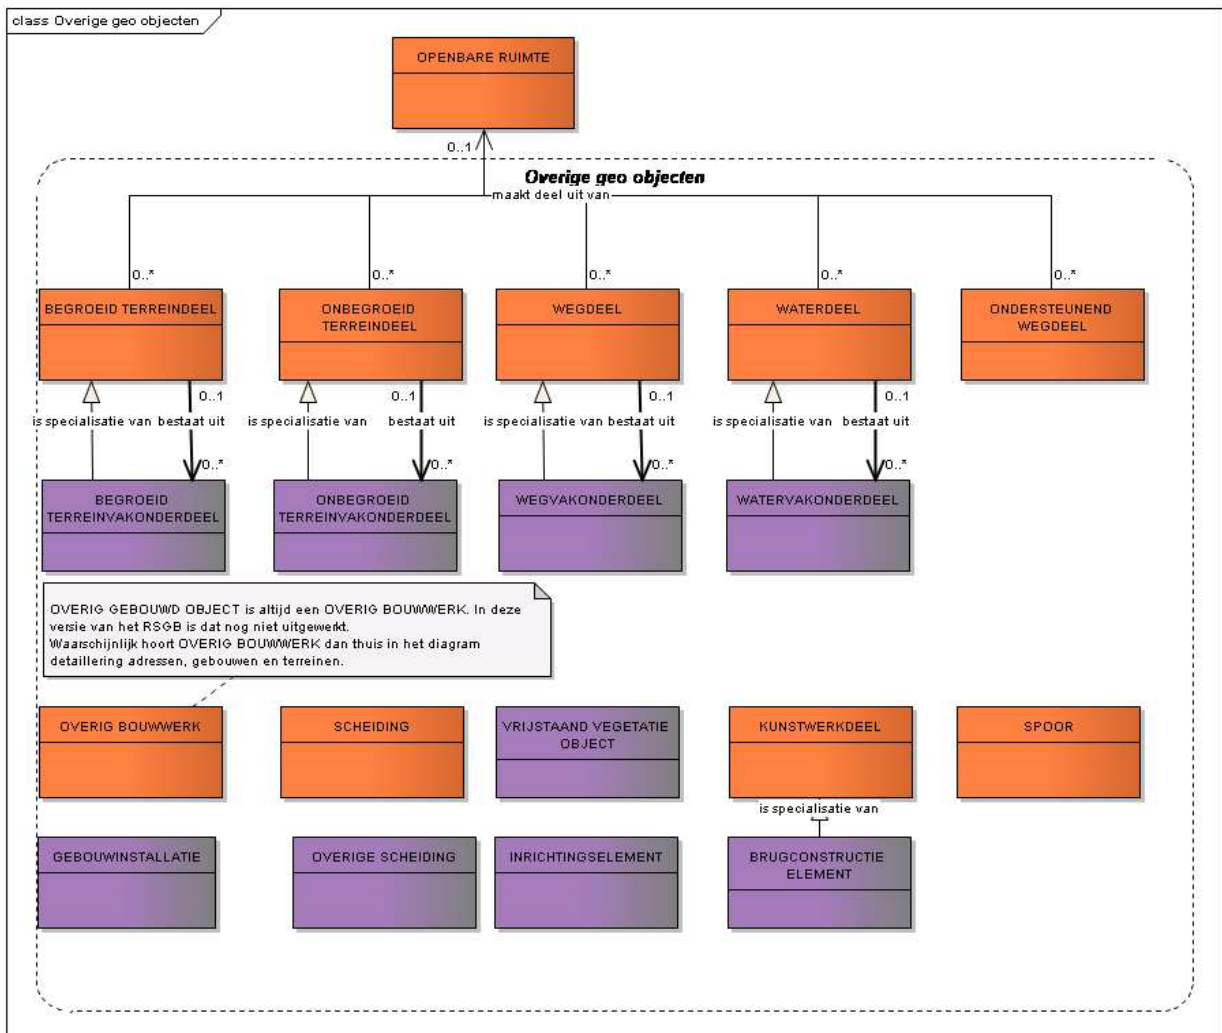 class Overige geo objecten
OPENBARE RUIMTE
0..1
Overige geo objecten
maakt deel uit van
0..*
0..*
0..*
0..*
0..*
BEGROEID TERREINDEEL
ONBEGROEID
TERREINDEEL
WEGDEEL
WATERDEEL
ONDERSTEUNEND
WEGDEEL
0..1
0..1
0..1
0..1
is specialisatie van
bestaat uit
is specialisatie van
bestaat uit
is specialisatie van
bestaat uit
is specialisatie van
bestaat uit
0..*
0..*
0..*
0..*
BEGROEID
TERREINVAKONDERDEEL
ONBEGROEID
TERREINVAKONDERDEEL
WEGVAKONDERDEEL
WATERVAKONDERDEEL
OVERIG GEBOUWD OBJECT is altijd een OVERIG BOUWWERK. In deze
versie van het RSGB is dat nog niet uitgewerkt.
Waarschijnlijk hoort OVERIG BOUWWERK dan thuis in het diagram
detaillering adressen, gebouwen en terreinen.
OVERIG BOUWWERK
SCHEIDING
VRIJSTAAND VEGETATIE
OBJECT
KUNSTWERKDEEL
SPOOR
is specialisatie van
GEBOUWINSTALLATIE
OVERIGE SCHEIDING
INRICHTINGSELEMENT
BRUGCONSTRUCTIE
ELEMENT